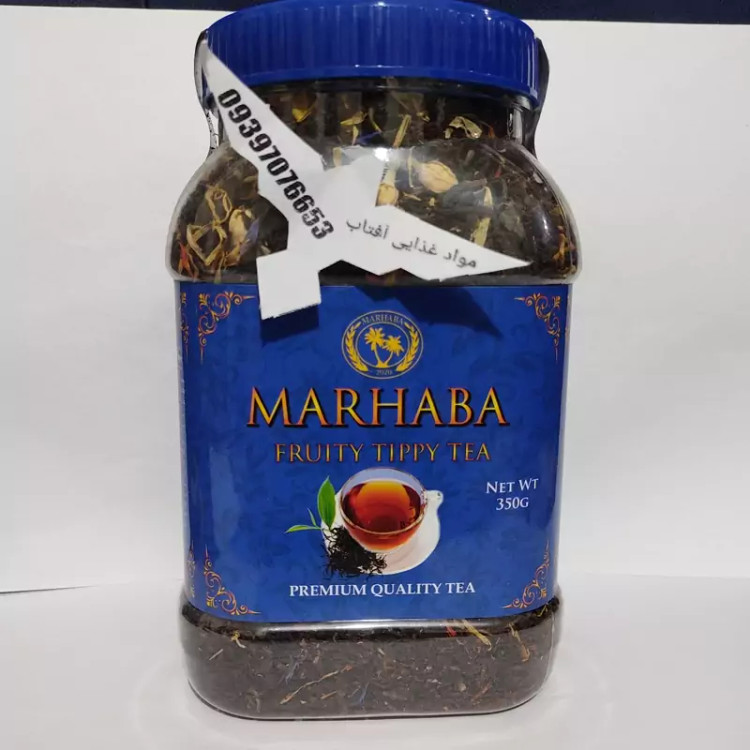 09397076653
مواد غذایی آفتاب
MARHABA
MARHABA
FRUITY TIPPY TEA
NET WT
350G
PREMIUM QUALITY TEA